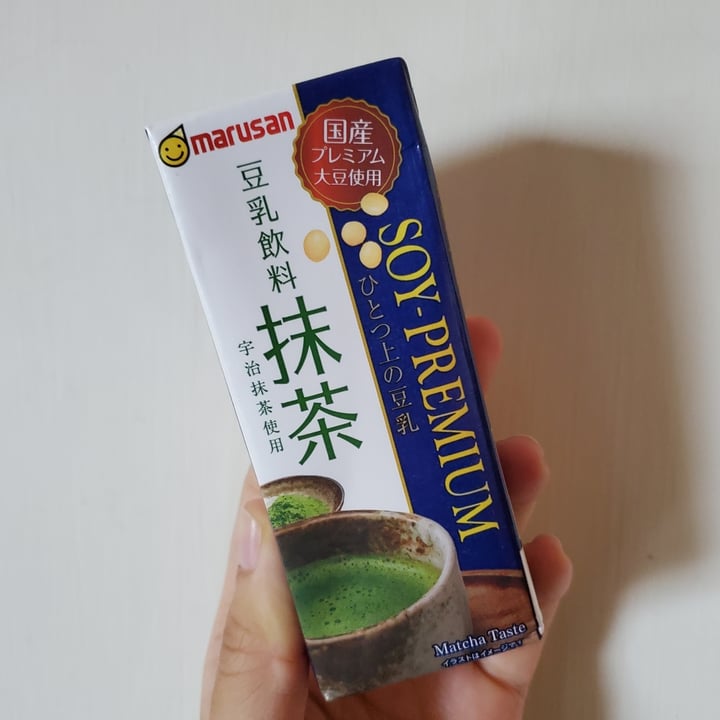 marusan
国産
プレミアム
大豆使用
SOY-PREMIUM
ひとつ上の豆乳
豆乳飲料
抹茶
宇治抹茶使用
Matcha Taste
イラストはイメージです